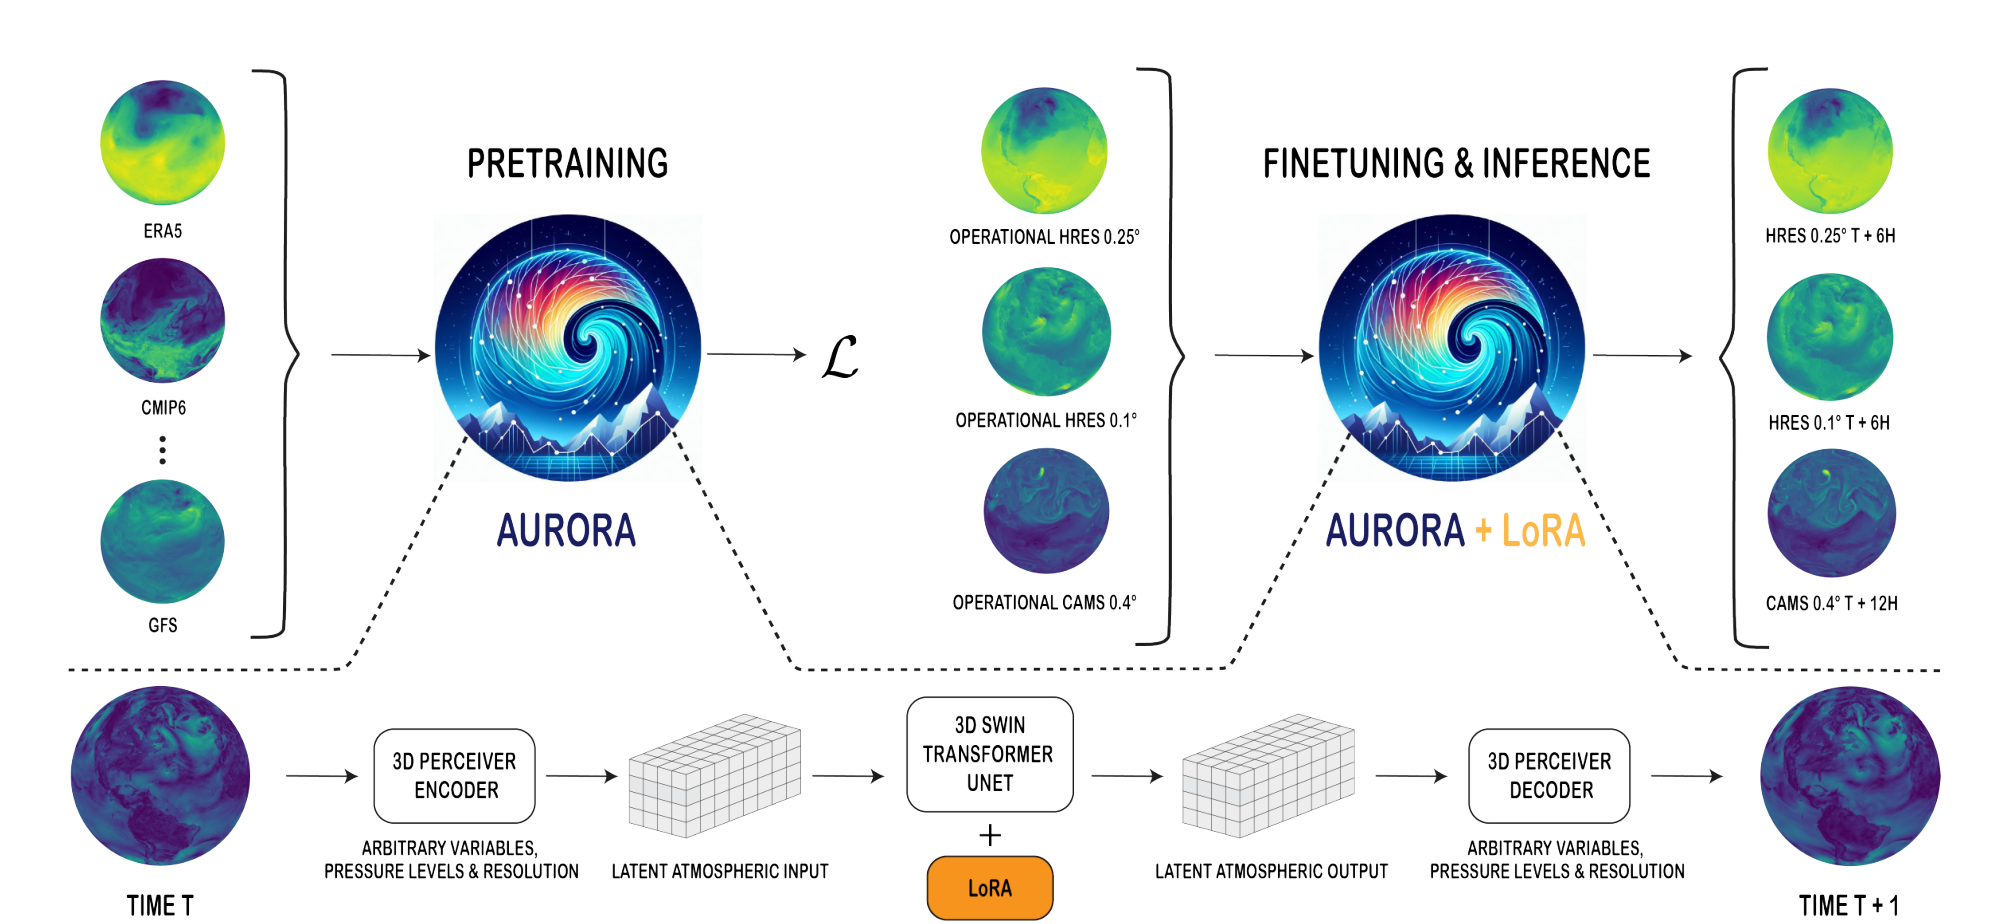 PRETRAINING
FINETUNING & INFERENCE
ERA5
CMIP6
GFS
AURORA
ℒ
OPERATIONAL HRES 0.25°
OPERATIONAL HRES 0.1°
OPERATIONAL CAMS 0.4°
AURORA + LoRA
HRES 0.25° T + 6H
HRES 0.1° T + 6H
CAMS 0.4° T + 12H
TIME T
3D PERCEIVER
ENCODER
ARBITRARY VARIABLES,
PRESSURE LEVELS & RESOLUTION
LATENT ATMOSPHERIC INPUT
3D SWIN
TRANSFORMER
UNET
+
LoRA
LATENT ATMOSPHERIC OUTPUT
3D PERCEIVER
DECODER
ARBITRARY VARIABLES,
PRESSURE LEVELS & RESOLUTION
TIME T + 1